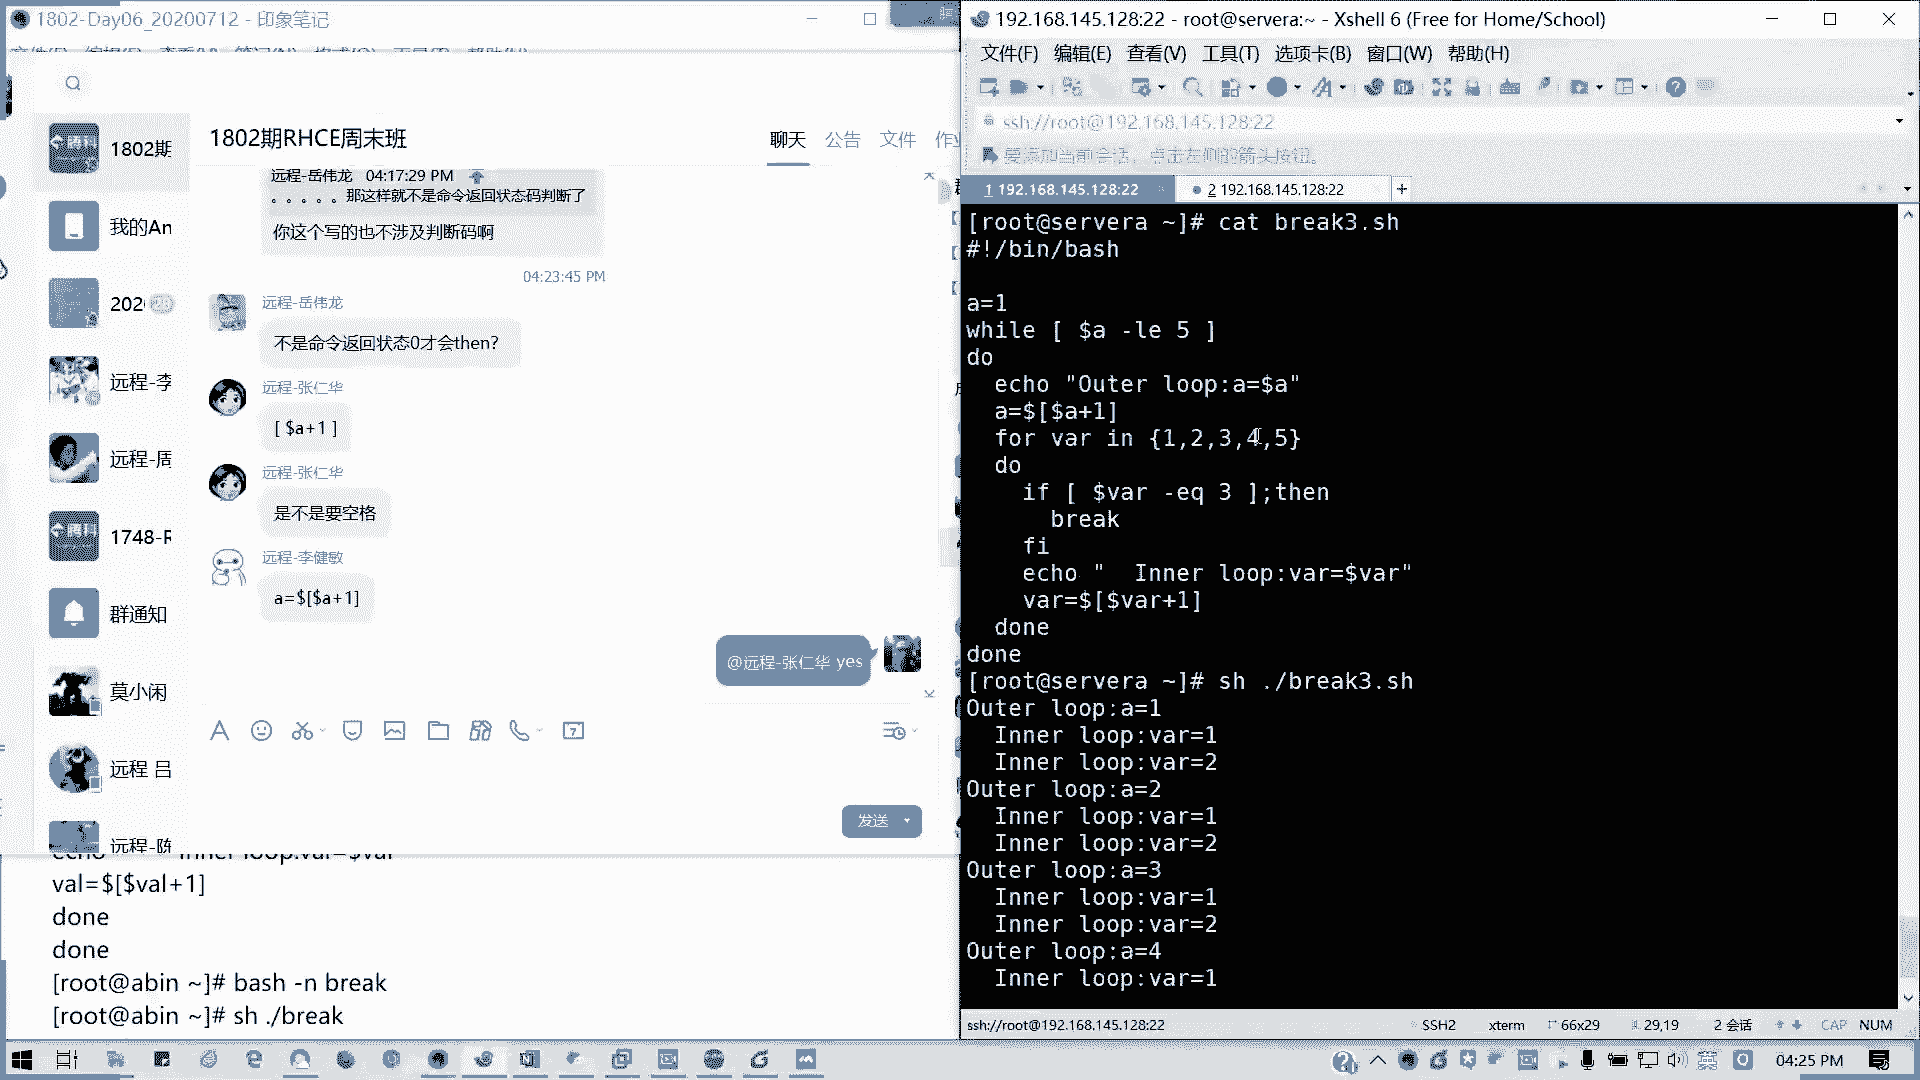 1802-Day06_20200712 - 印象笔记
1802期
我的An
202
远程-李
远程-周
1748-R
群通知
莫小闲
远程 吕
远程-陈
1802期RHCE周末班
聊天 公告 文件 作业
远程-岳伟龙 04:17:29 PM
。。。。。那这样就不是命令返回状态码判断了
你这个写的也不涉及判断码啊
04:23:45 PM
远程-岳伟龙
不是命令返回状态0才会then?
远程-张仁华
[ $a+1 ]
远程-张仁华
是不是要空格
远程-李健敏
a=$[$a+1]
@远程-张仁华 yes
发送
val=$[$val+1]
done
done
[root@abin ~]# bash -n break
[root@abin ~]# sh ./break
192.168.145.128:22 - root@servera:~ - Xshell 6 (Free for Home/School)
文件(F) 编辑(E) 查看(V) 工具(T) 选项卡(B) 窗口(W) 帮助(H)
ssh://root@192.168.145.128:22
要添加当前会话，点击左侧的箭头按钮。
1 192.168.145.128:22
2 192.168.145.128:22
[root@servera ~]# cat break3.sh
#!/bin/bash
a=1
while [ $a -le 5 ]
do
echo "Outer loop:a=$a"
a=$[$a+1]
for var in {1,2,3,4,5}
do
if [ $var -eq 3 ];then
break
fi
echo "  Inner loop:var=$var"
var=$[$var+1]
done
done
[root@servera ~]# sh ./break3.sh
Outer loop:a=1
Inner loop:var=1
Inner loop:var=2
Outer loop:a=2
Inner loop:var=1
Inner loop:var=2
Outer loop:a=3
Inner loop:var=1
Inner loop:var=2
Outer loop:a=4
Inner loop:var=1
ssh://root@192.168.145.128:22 SSH2 xterm 66x29 29,19 2 会话 CAP NUM
英 04:25 PM